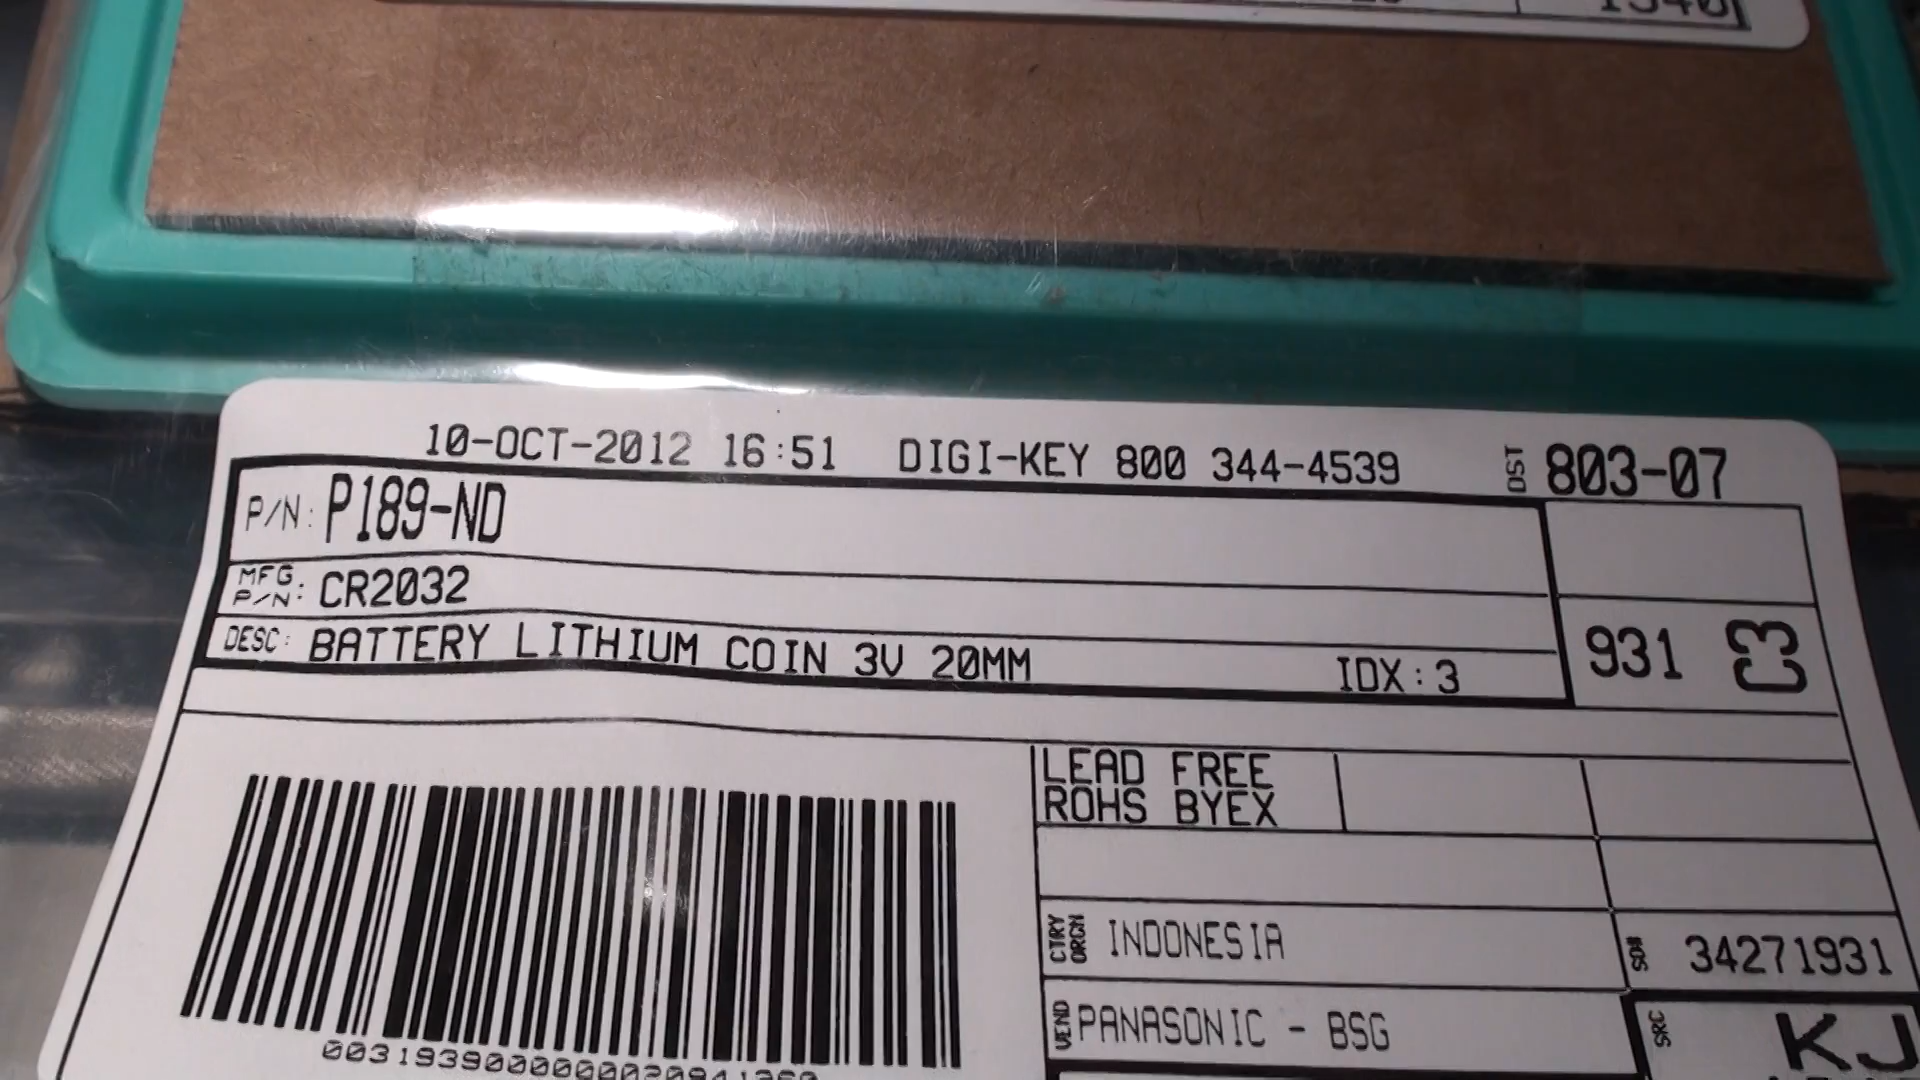 10-OCT-2012 16:51 DIGI-KEY 800 344-4539 DST 803-07
P/N: P189-ND
MFG. P/N: CR2032
DESC: BATTERY LITHIUM COIN 3V 20MM IDX:3
931 C3
LEAD FREE
ROHS BYEX
CTRY ORGN INDONESIA
34271931
VEND PANASONIC - BSG
SRC KJ